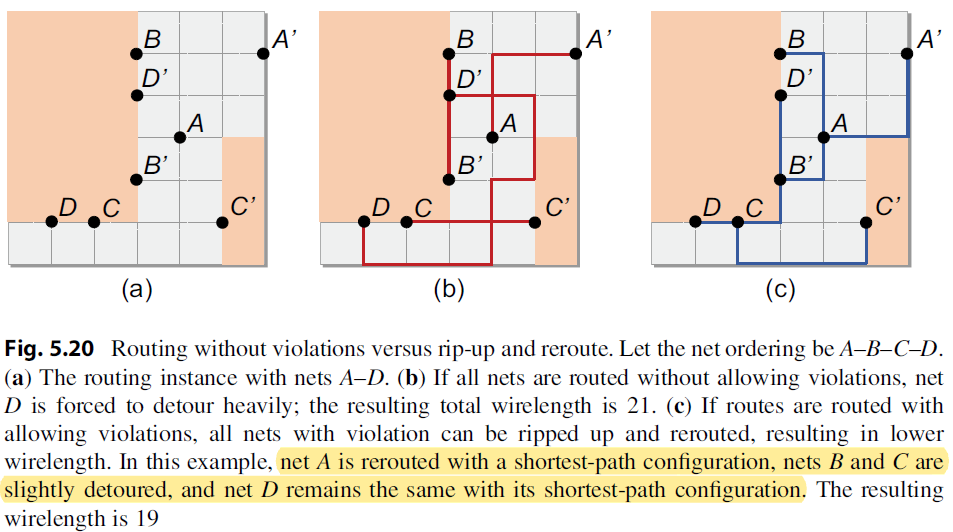 B A' B A' B A'
D' D' D'
A A A
B' B' B'
D C C' D C C' D C C'
(a) (b) (c)
Fig. 5.20 Routing without violations versus rip-up and reroute. Let the net ordering be A–B–C–D.
(a) The routing instance with nets A–D. (b) If all nets are routed without allowing violations, net
D is forced to detour heavily; the resulting total wirelength is 21. (c) If routes are routed with
allowing violations, all nets with violation can be ripped up and rerouted, resulting in lower
wirelength. In this example, net A is rerouted with a shortest-path configuration, nets B and C are
slightly detoured, and net D remains the same with its shortest-path configuration. The resulting
wirelength is 19